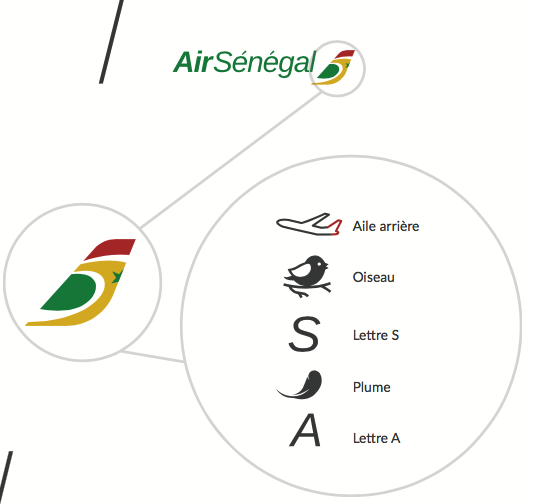 AirSénégal
Aile arrière
Oiseau
S Lettre S
Plume
A Lettre A